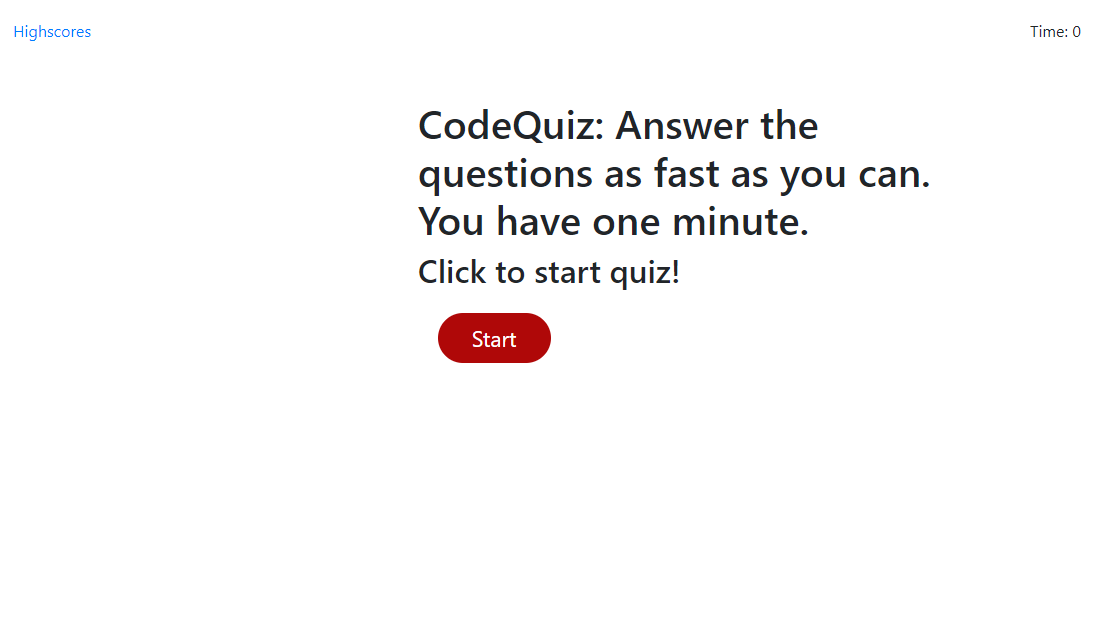 Highscores
Time: 0
CodeQuiz: Answer the
questions as fast as you can.
You have one minute.
Click to start quiz!
Start